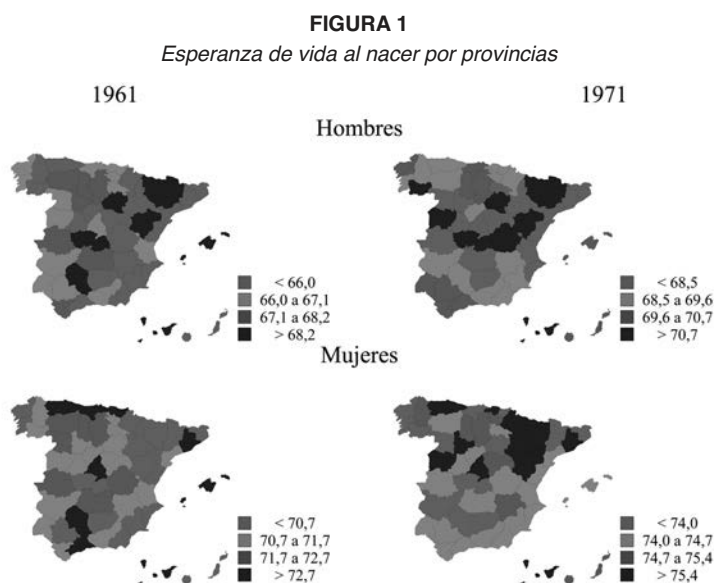 FIGURA 1
Esperanza de vida al nacer por provincias
1961
1971
Hombres
< 66,0
66,0 a 67,1
67,1 a 68,2
> 68,2
< 68,5
68,5 a 69,6
69,6 a 70,7
> 70,7
Mujeres
< 70,7
70,7 a 71,7
71,7 a 72,7
> 72,7
< 74,0
74,0 a 74,7
74,7 a 75,4
> 75,4